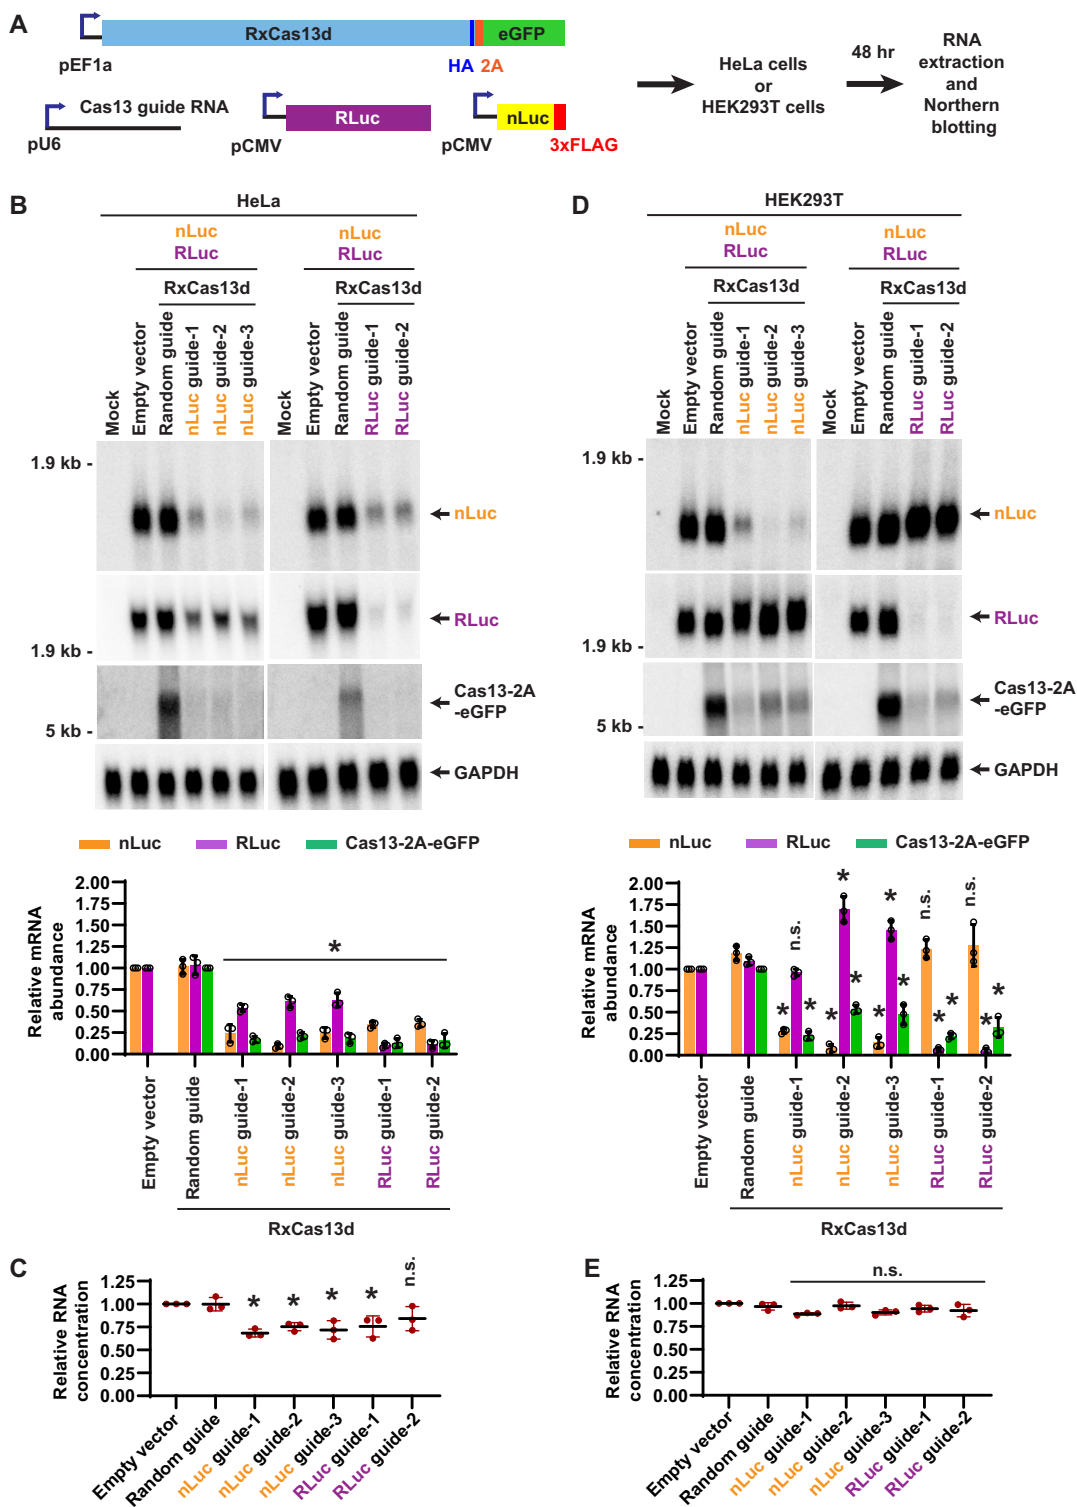 A
RxCas13d
eGFP
pEF1a
HA 2A
Cas13 guide RNA
pU6
RLuc
pCMV
nLuc
pCMV
3xFLAG
HeLa cells
or
HEK293T cells
48 hr
RNA
extraction
and
Northern
blotting
B
HeLa
nLuc
RLuc
RxCas13d
nLuc
RLuc
RxCas13d
Mock
Empty vector
Random guide
nLuc guide-1
nLuc guide-2
nLuc guide-3
Mock
Empty vector
Random guide
RLuc guide-1
RLuc guide-2
1.9 kb -
nLuc
RLuc
1.9 kb -
Cas13-2A
-eGFP
5 kb -
GAPDH
nLuc
RLuc
Cas13-2A-eGFP
Relative mRNA
abundance
2.00
1.75
1.50
1.25
1.00
0.75
0.50
0.25
0.00
*
Empty vector
Random guide
nLuc guide-1
nLuc guide-2
nLuc guide-3
RLuc guide-1
RLuc guide-2
RxCas13d
C
Relative RNA
concentration
1.25
1.00
0.75
0.50
0.25
0.00
*
*
*
*
n.s.
Empty vector
Random guide
nLuc guide-1
nLuc guide-2
nLuc guide-3
RLuc guide-1
RLuc guide-2
D
HEK293T
nLuc
RLuc
RxCas13d
nLuc
RLuc
RxCas13d
Mock
Empty vector
Random guide
nLuc guide-1
nLuc guide-2
nLuc guide-3
Mock
Empty vector
Random guide
RLuc guide-1
RLuc guide-2
1.9 kb -
nLuc
RLuc
1.9 kb -
Cas13-2A
-eGFP
5 kb -
GAPDH
nLuc
RLuc
Cas13-2A-eGFP
Relative mRNA
abundance
2.00
1.75
1.50
1.25
1.00
0.75
0.50
0.25
0.00
*
n.s.
*
*
*
*
*
*
*
n.s.
*
*
n.s.
*
*
Empty vector
Random guide
nLuc guide-1
nLuc guide-2
nLuc guide-3
RLuc guide-1
RLuc guide-2
RxCas13d
E
Relative RNA
concentration
1.25
1.00
0.75
0.50
0.25
0.00
n.s.
Empty vector
Random guide
nLuc guide-1
nLuc guide-2
nLuc guide-3
RLuc guide-1
RLuc guide-2